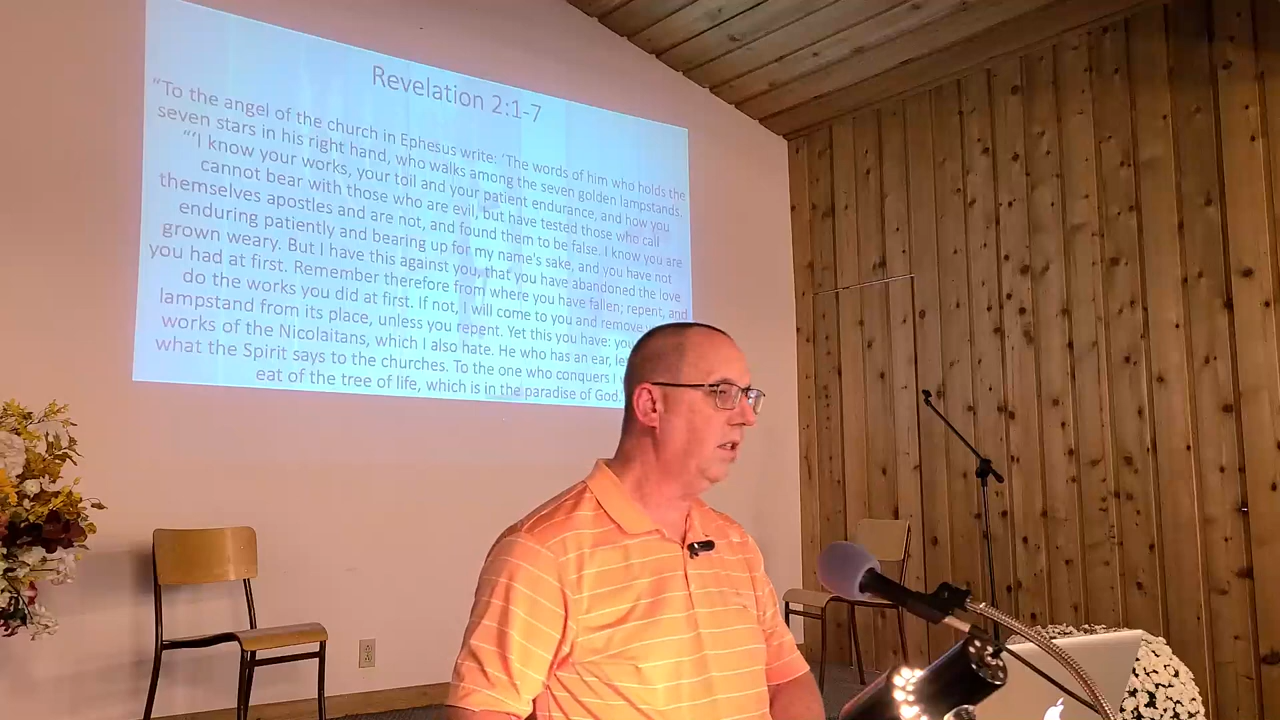 Revelation 2:1-7
“To the angel of the church in Ephesus write: ‘The words of him who holds the
seven stars in his right hand, who walks among the seven golden lampstands.
“‘I know your works, your toil and your patient endurance, and how you
cannot bear with those who are evil, but have tested those who call
themselves apostles and are not, and found them to be false. I know you are
enduring patiently and bearing up for my name's sake, and you have not
grown weary. But I have this against you, that you have abandoned the love
you had at first. Remember therefore from where you have fallen; repent, and
do the works you did at first. If not, I will come to you and remove
lampstand from its place, unless you repent. Yet this you have:
works of the Nicolaitans, which I also hate. He who has an ear,
what the Spirit says to the churches. To the one who conquers I
eat of the tree of life, which is in the paradise of God.’